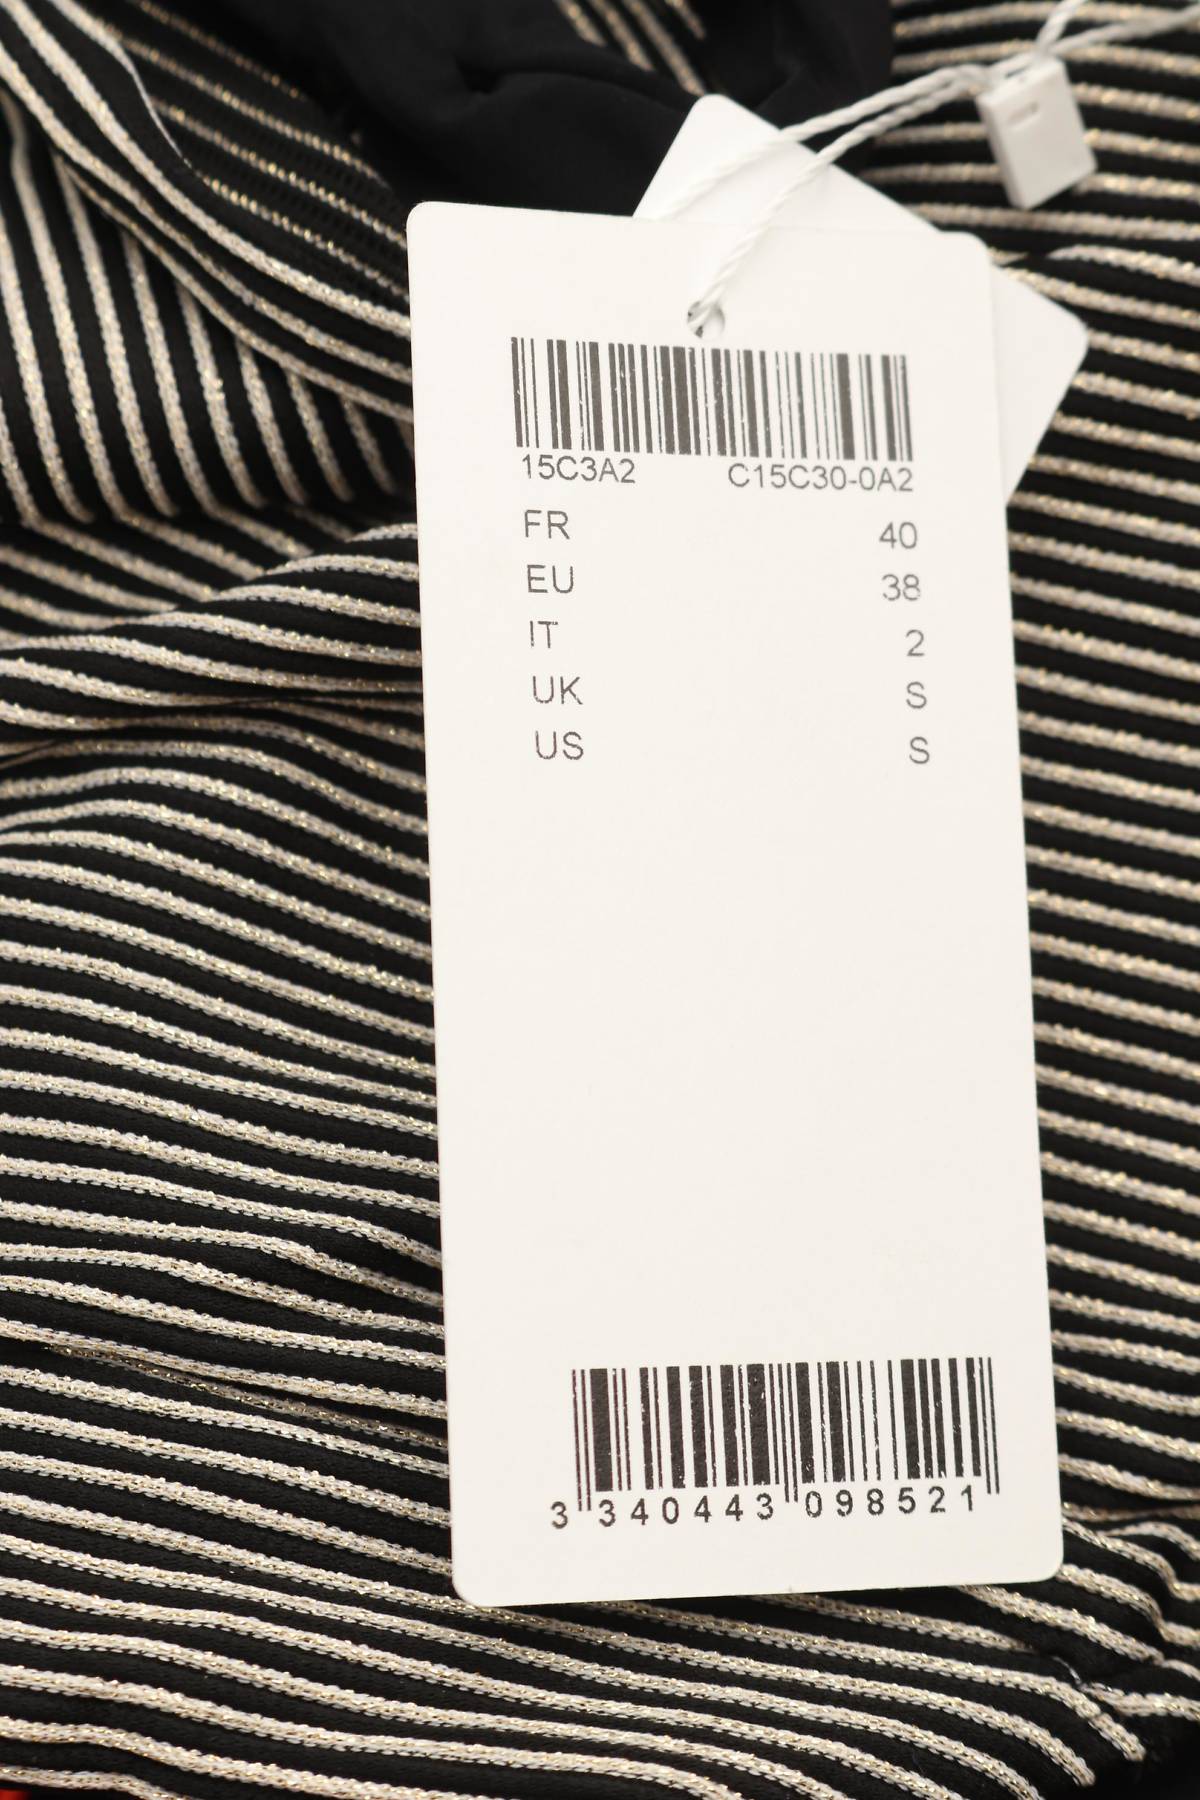 15C3A2 C15C30-0A2
FR 40
EU 38
IT 2
UK S
US S
3 340443 098521